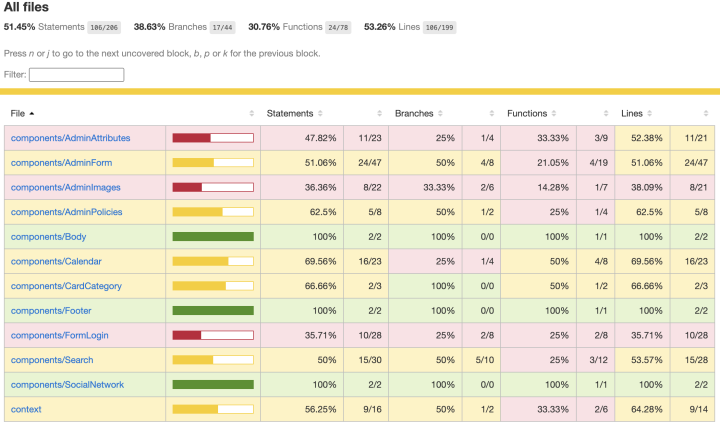 All files
51.45% Statements 106/206 38.63% Branches 17/44 30.76% Functions 24/78 53.26% Lines 106/199
Press n or j to go to the next uncovered block, b, p or k for the previous block.
Filter:
File Statements Branches Functions Lines
components/AdminAttributes 47.82% 11/23 25% 1/4 33.33% 3/9 52.38% 11/21
components/AdminForm 51.06% 24/47 50% 4/8 21.05% 4/19 51.06% 24/47
components/AdminImages 36.36% 8/22 33.33% 2/6 14.28% 1/7 38.09% 8/21
components/AdminPolicies 62.5% 5/8 50% 1/2 25% 1/4 62.5% 5/8
components/Body 100% 2/2 100% 0/0 100% 1/1 100% 2/2
components/Calendar 69.56% 16/23 25% 1/4 50% 4/8 69.56% 16/23
components/CardCategory 66.66% 2/3 100% 0/0 50% 1/2 66.66% 2/3
components/Footer 100% 2/2 100% 0/0 100% 1/1 100% 2/2
components/FormLogin 35.71% 10/28 25% 2/8 25% 2/8 35.71% 10/28
components/Search 50% 15/30 50% 5/10 25% 3/12 53.57% 15/28
components/SocialNetwork 100% 2/2 100% 0/0 100% 1/1 100% 2/2
context 56.25% 9/16 50% 1/2 33.33% 2/6 64.28% 9/14